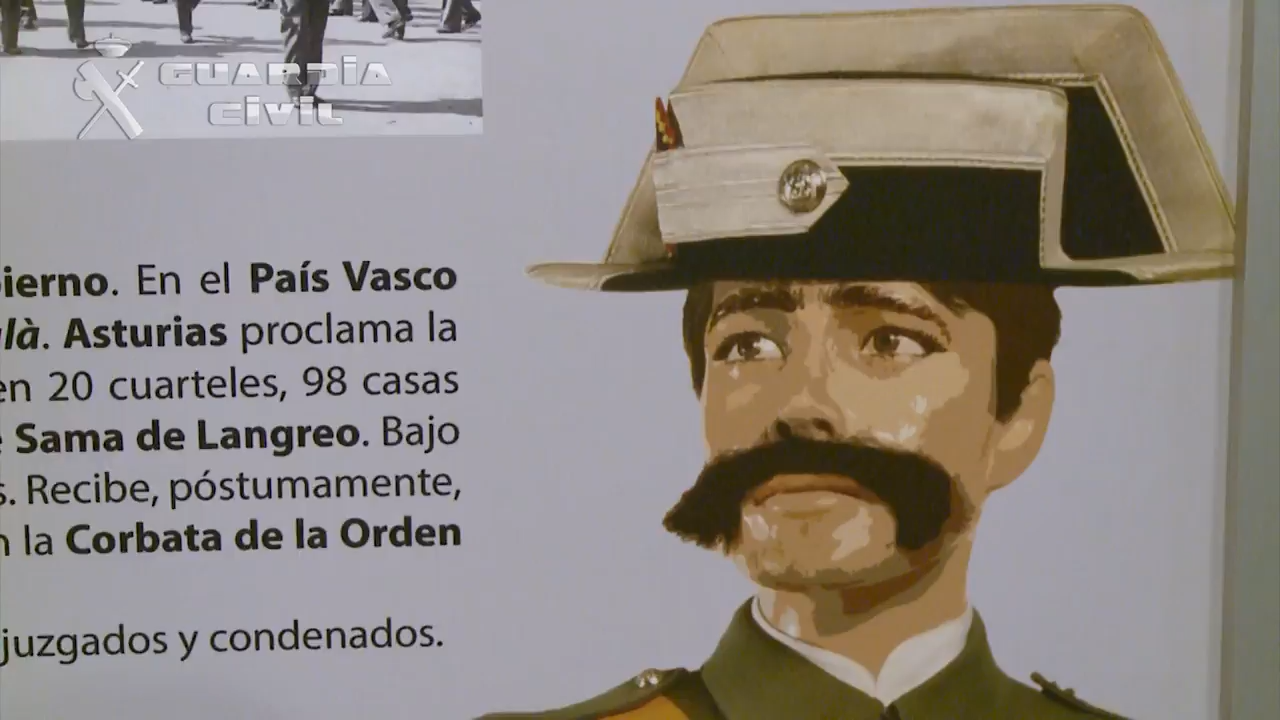 GUARDIA
CIVIL
bierno. En el País Vasco
là. Asturias proclama la
en 20 cuarteles, 98 casas
Sama de Langreo. Bajo
s. Recibe, póstumamente,
la Corbata de la Orden
juzgados y condenados.